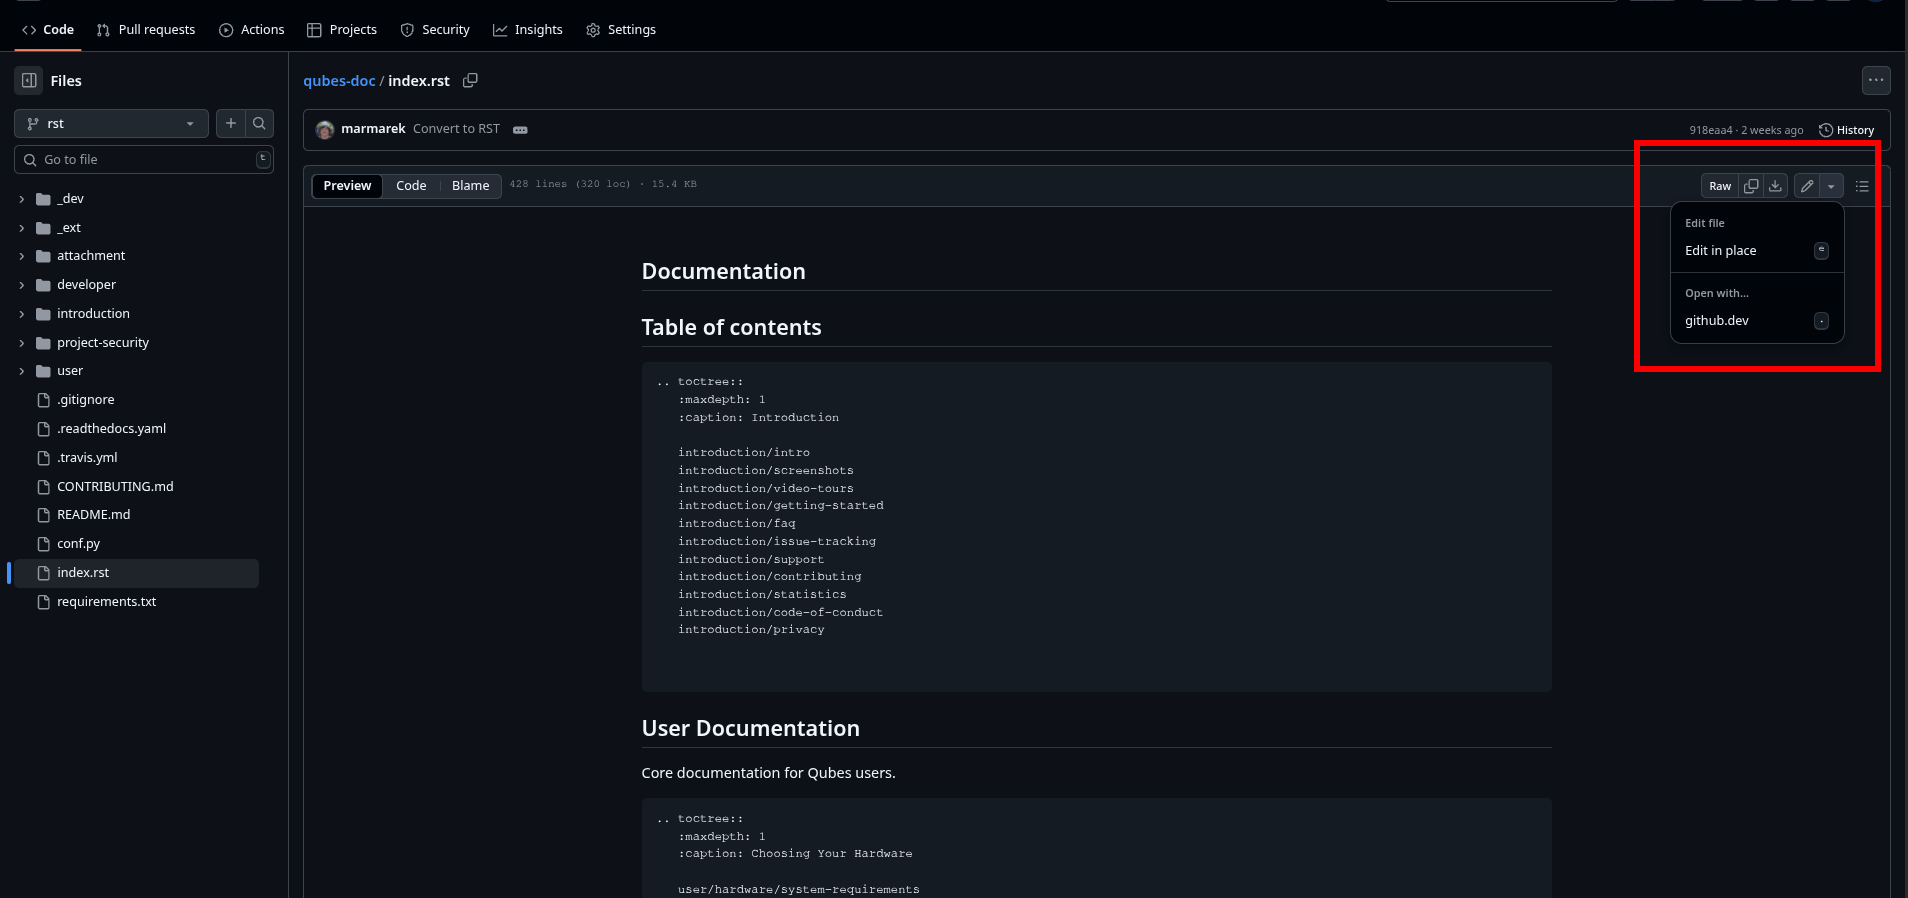 Code Pull requests Actions Projects Security Insights Settings
Files
rst
Go to file t
_dev
_ext
attachment
developer
introduction
project-security
user
.gitignore
.readthedocs.yaml
.travis.yml
CONTRIBUTING.md
README.md
conf.py
index.rst
requirements.txt
qubes-doc / index.rst
marmarek Convert to RST 918eaa4 · 2 weeks ago History
Preview Code Blame 428 lines (320 loc) · 15.4 KB Raw
Edit file
Edit in place e
Open with...
github.dev .
Documentation
Table of contents
.. toctree::
:maxdepth: 1
:caption: Introduction
introduction/intro
introduction/screenshots
introduction/video-tours
introduction/getting-started
introduction/faq
introduction/issue-tracking
introduction/support
introduction/contributing
introduction/statistics
introduction/code-of-conduct
introduction/privacy
User Documentation
Core documentation for Qubes users.
.. toctree::
:maxdepth: 1
:caption: Choosing Your Hardware
user/hardware/system-requirements